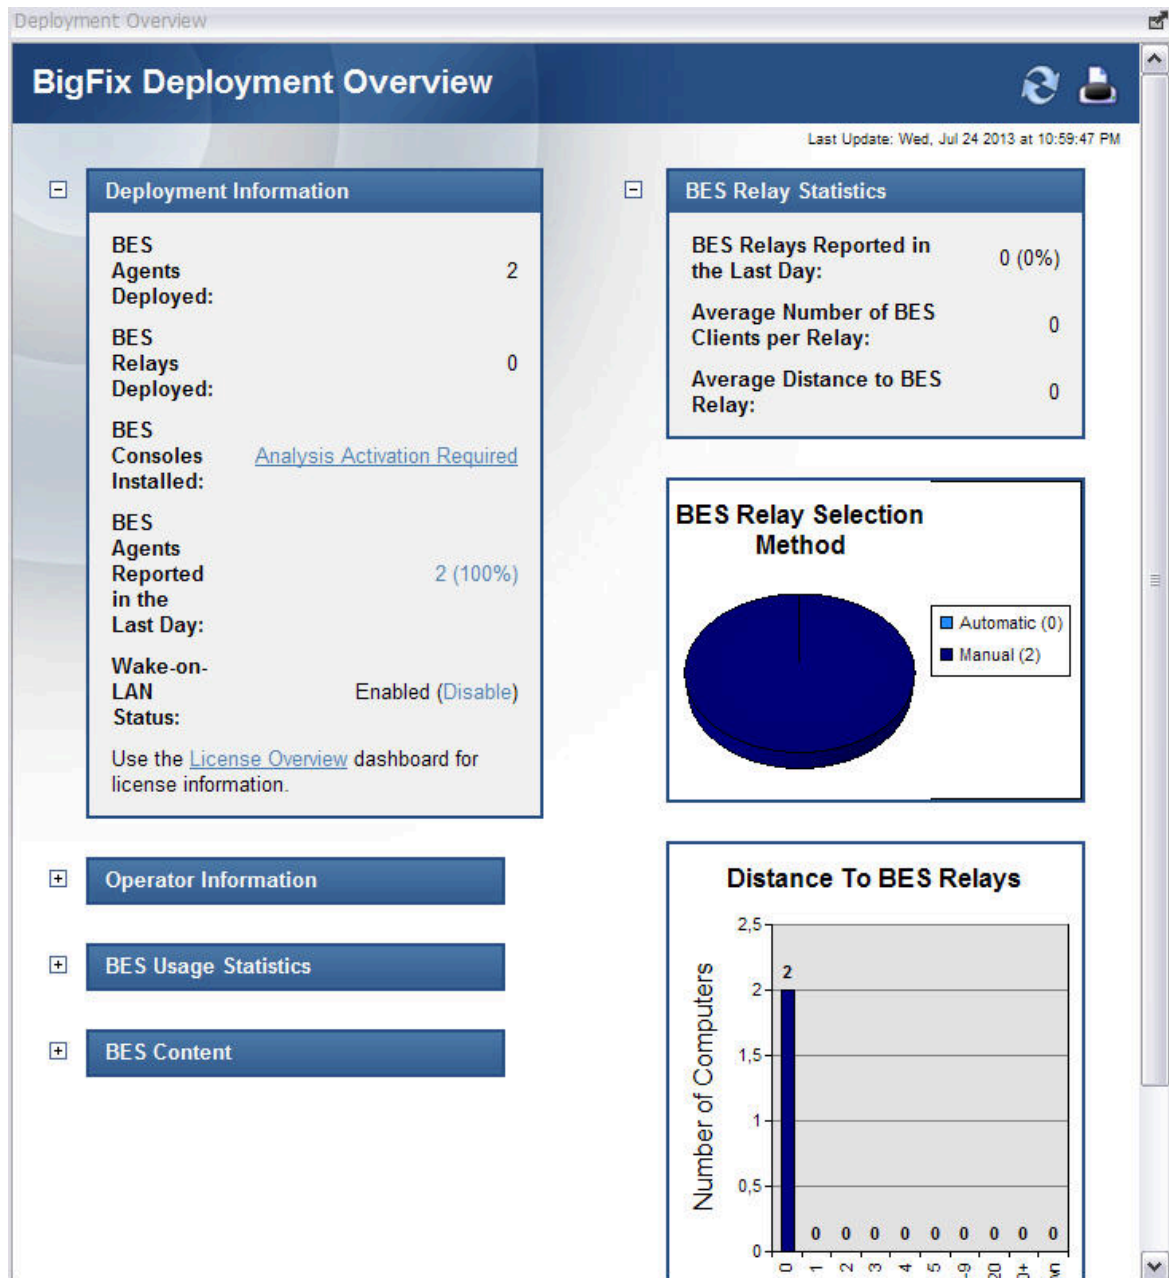 Deployment Overview
BigFix Deployment Overview
Last Update: Wed, Jul 24 2013 at 10:59:47 PM
Deployment Information
BES
Agents
Deployed:
2
BES
Relays
Deployed:
0
BES
Consoles
Installed:
Analysis Activation Required
BES
Agents
Reported
in the
Last Day:
2 (100%)
Wake-on-
LAN
Status:
Enabled (Disable)
Use the License Overview dashboard for
license information.
Operator Information
BES Usage Statistics
BES Content
BES Relay Statistics
BES Relays Reported in
the Last Day:
0 (0%)
Average Number of BES
Clients per Relay:
0
Average Distance to BES
Relay:
0
BES Relay Selection
Method
Automatic (0)
Manual (2)
Distance To BES Relays
Number of Computers
2,5
2
1,5
1
0,5
0
2
0 0 0 0 0 0 0 0 0
0 1 2 3 4 5